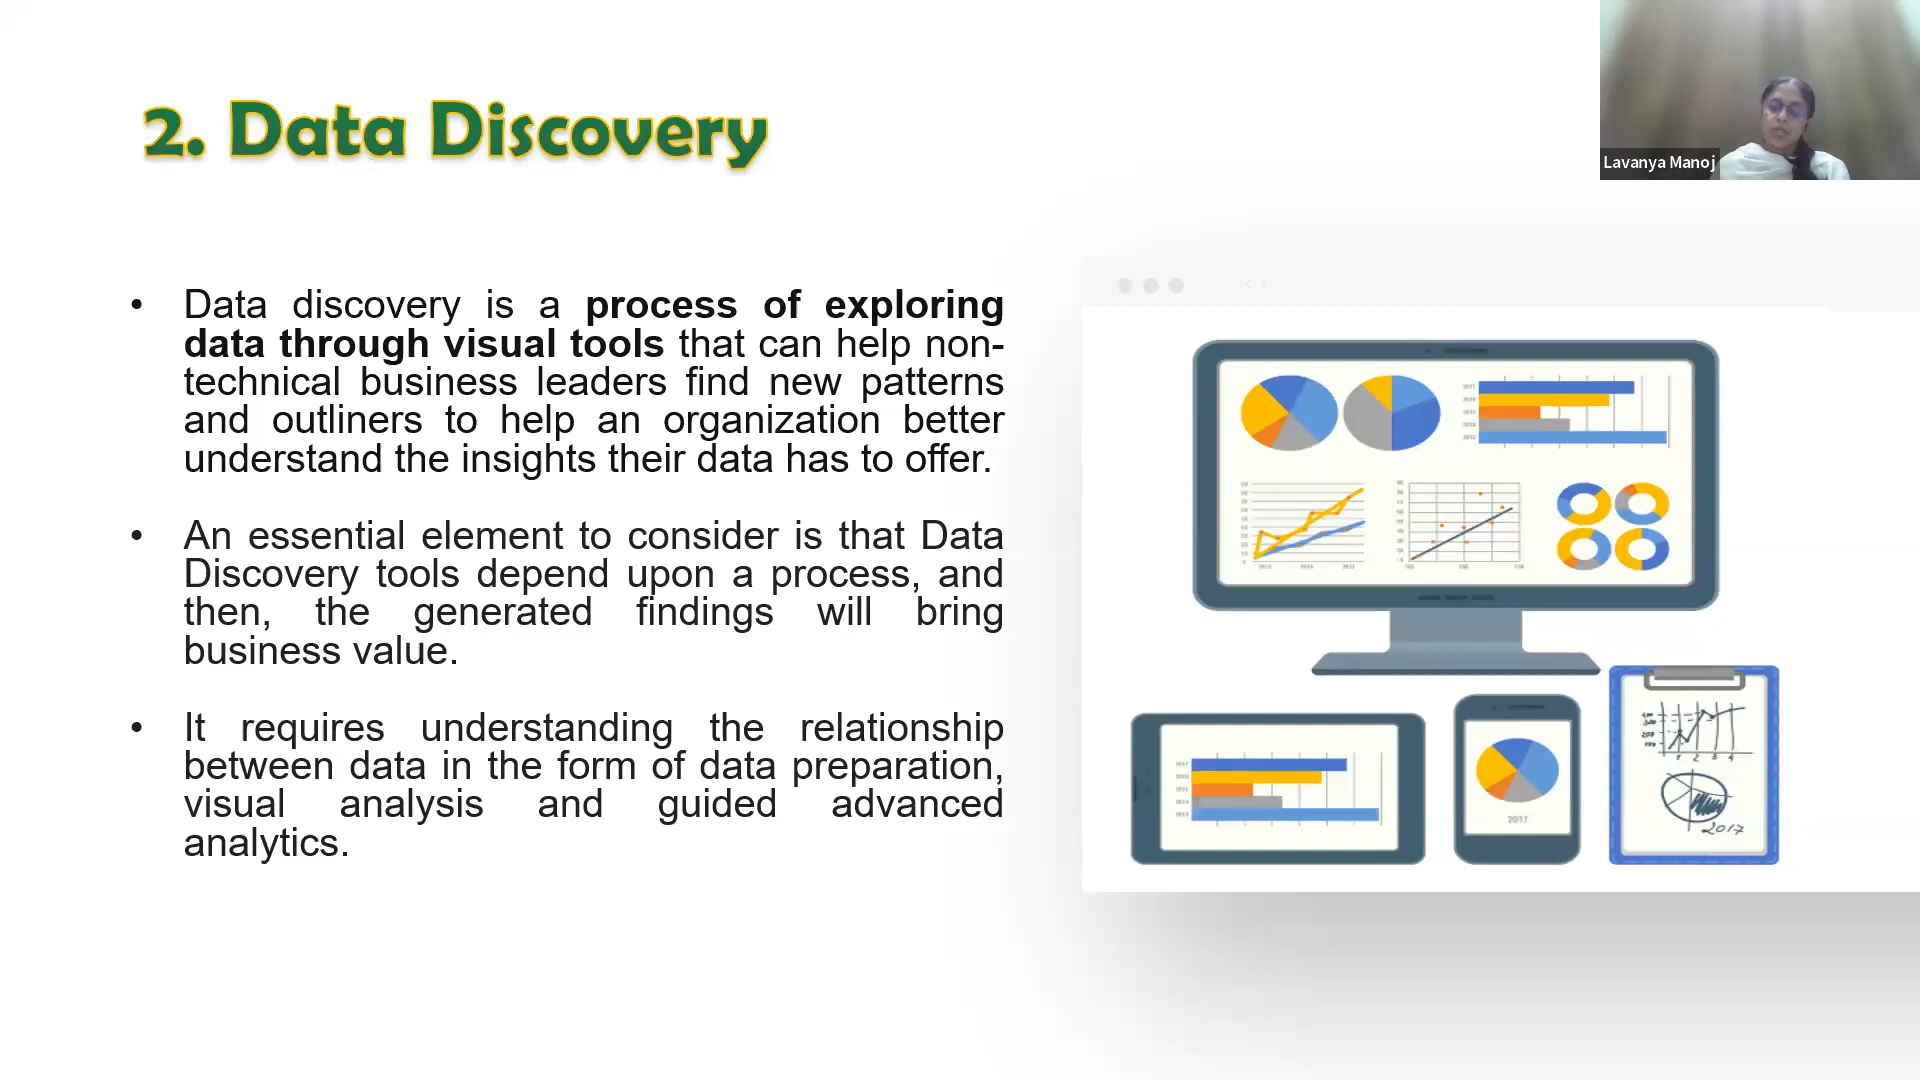 2. Data Discovery
Lavanya Manoj
• Data discovery is a process of exploring
data through visual tools that can help non-
technical business leaders find new patterns
and outliners to help an organization better
understand the insights their data has to offer.
• An essential element to consider is that Data
Discovery tools depend upon a process, and
then, the generated findings will bring
business value.
• It requires understanding the relationship
between data in the form of data preparation,
visual analysis and guided advanced
analytics.
2017
2017